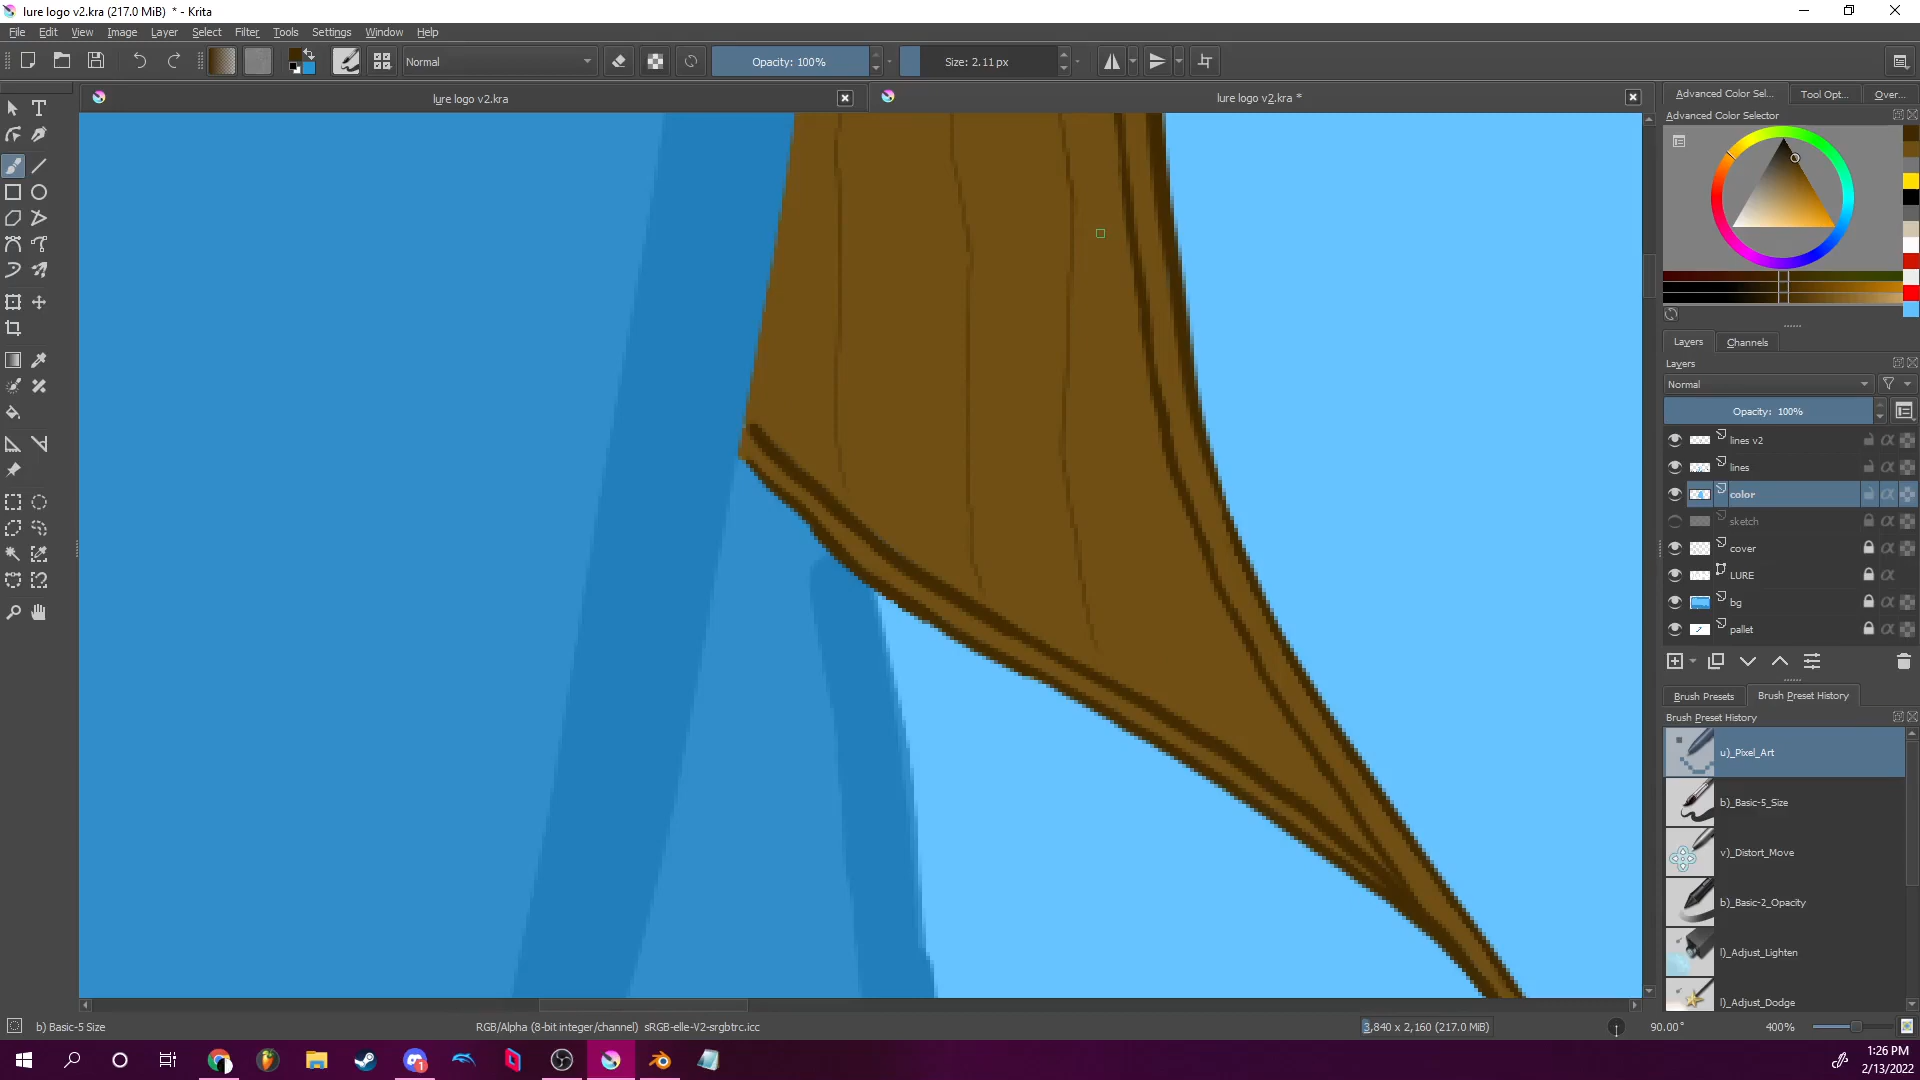 lure logo v2.kra (217.0 MiB)  * - Krita
File Edit View Image Layer Select Filter Tools Settings Window Help
Normal
Opacity: 100%
Size: 2.11 px
lure logo v2.kra
lure logo v2.kra *
Advanced Color Sel...
Tool Opt...
Over...
Advanced Color Selector
Layers
Channels
Layers
Normal
Opacity: 100%
lines v2
lines
color
sketch
cover
LURE
bg
pallet
Brush Presets
Brush Preset History
Brush Preset History
u)_Pixel_Art
b)_Basic-5_Size
v)_Distort_Move
b)_Basic-2_Opacity
l)_Adjust_Lighten
l)_Adjust_Dodge
b) Basic-5 Size
RGB/Alpha (8-bit integer/channel)  sRGB-elle-V2-srgbtrc.icc
3,840 x 2,160 (217.0 MiB)
90.00°
400%
1:26 PM
2/13/2022